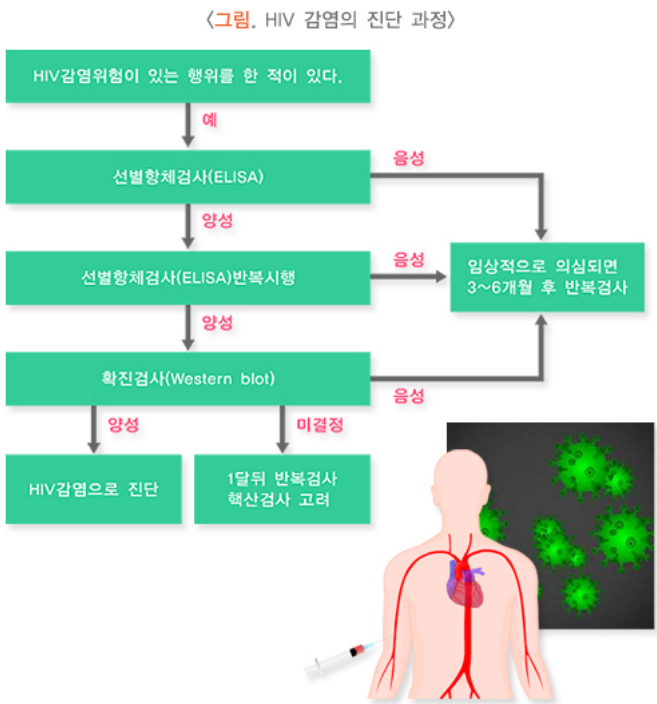 <그림. HIV 감염의 진단 과정>
HIV감염위험이 있는 행위를 한 적이 있다.
예
선별항체검사(ELISA)
음성
양성
선별항체검사(ELISA)반복시행
음성
임상적으로 의심되면
3~6개월 후 반복검사
양성
확진검사(Western blot)
음성
양성
미결정
HIV감염으로 진단
1달뒤 반복검사
핵산검사 고려